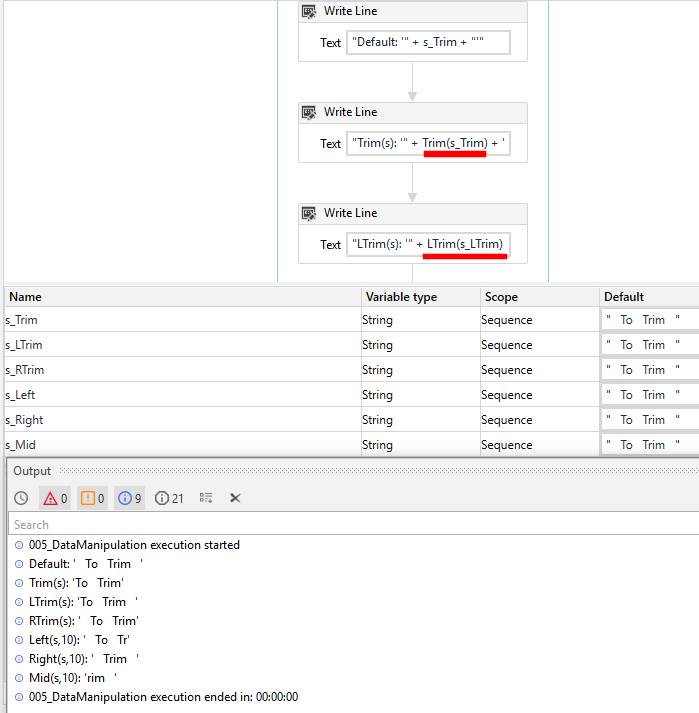 Write Line
Text "Default: '" + s_Trim + "'"
Write Line
Text "Trim(s): '" + Trim(s_Trim) + '
Write Line
Text "LTrim(s): '" + LTrim(s_LTrim)
Name Variable type Scope Default
s_Trim String Sequence "   To   Trim   "
s_LTrim String Sequence "   To   Trim   "
s_RTrim String Sequence "   To   Trim   "
s_Left String Sequence "   To   Trim   "
s_Right String Sequence "   To   Trim   "
s_Mid String Sequence "   To   Trim   "
Output
0 0 9 21
Search
005_DataManipulation execution started
Default: '   To   Trim   '
Trim(s): 'To   Trim'
LTrim(s): 'To   Trim   '
RTrim(s): '   To   Trim'
Left(s,10): '   To   Tr'
Right(s,10): '   Trim   '
Mid(s,10): 'rim   '
005_DataManipulation execution ended in: 00:00:00